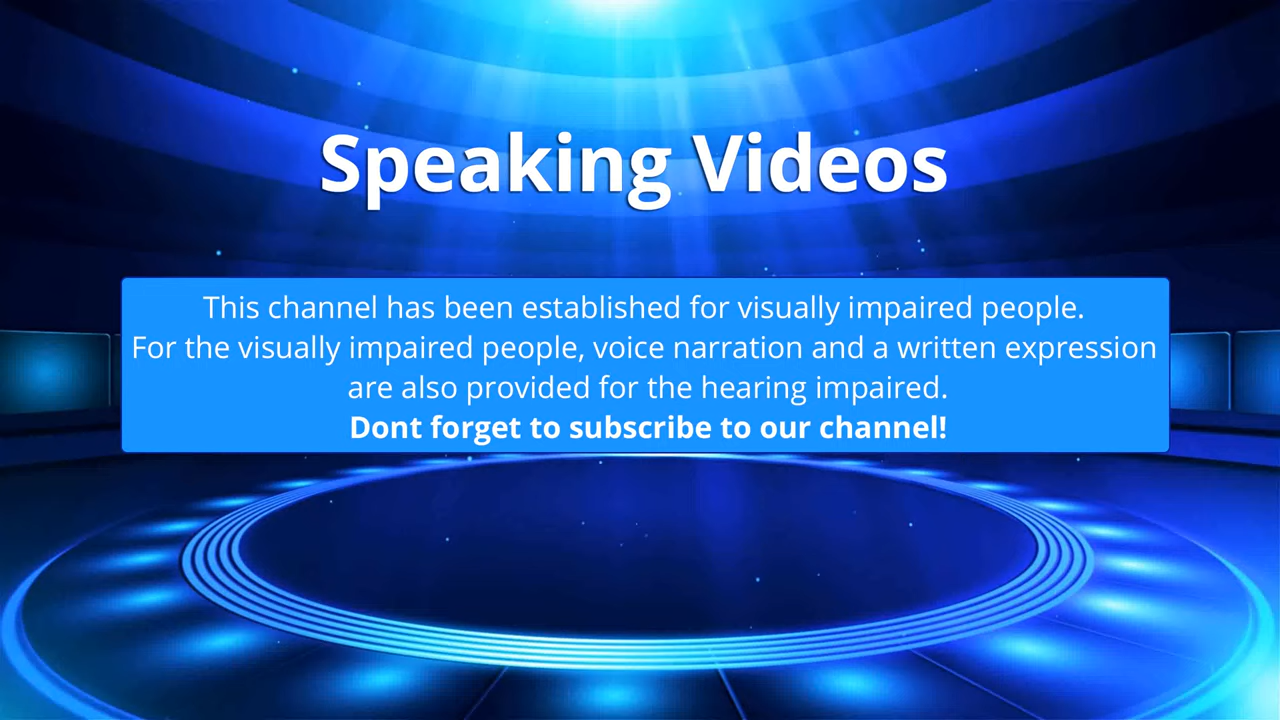 Speaking Videos
This channel has been established for visually impaired people.
For the visually impaired people, voice narration and a written expression
are also provided for the hearing impaired.
Dont forget to subscribe to our channel!